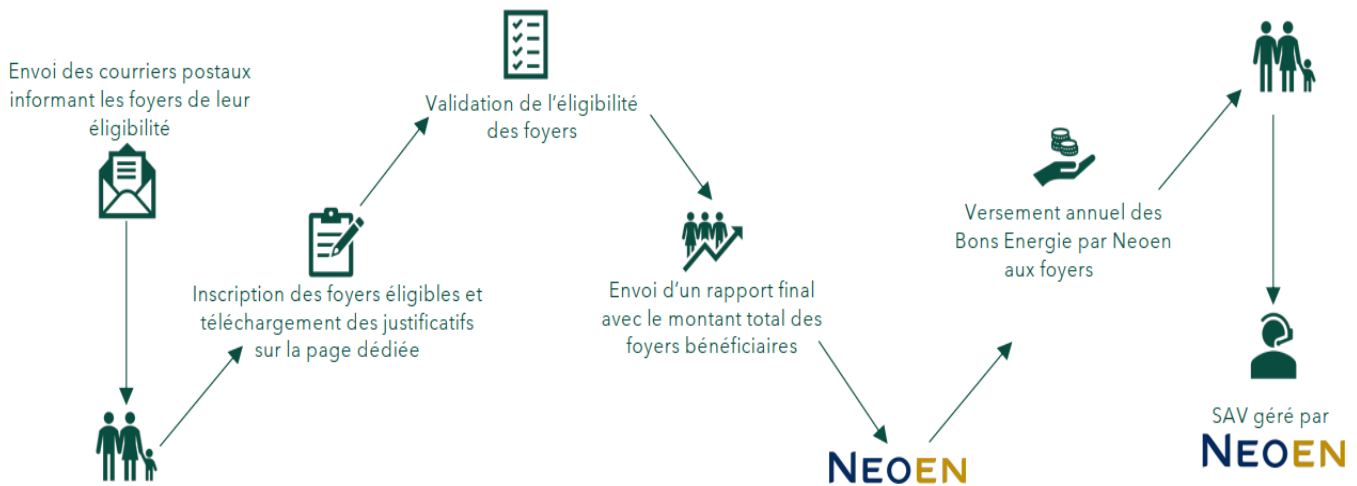 Envoi des courriers postaux
informant les foyers de leur
éligibilité
Inscription des foyers éligibles et
téléchargement des justificatifs
sur la page dédiée
Validation de l'éligibilité
des foyers
Envoi d'un rapport final
avec le montant total des
foyers bénéficiaires
NEOEN
Versement annuel des
Bons Energie par Neoen
aux foyers
SAV géré par
NEOEN